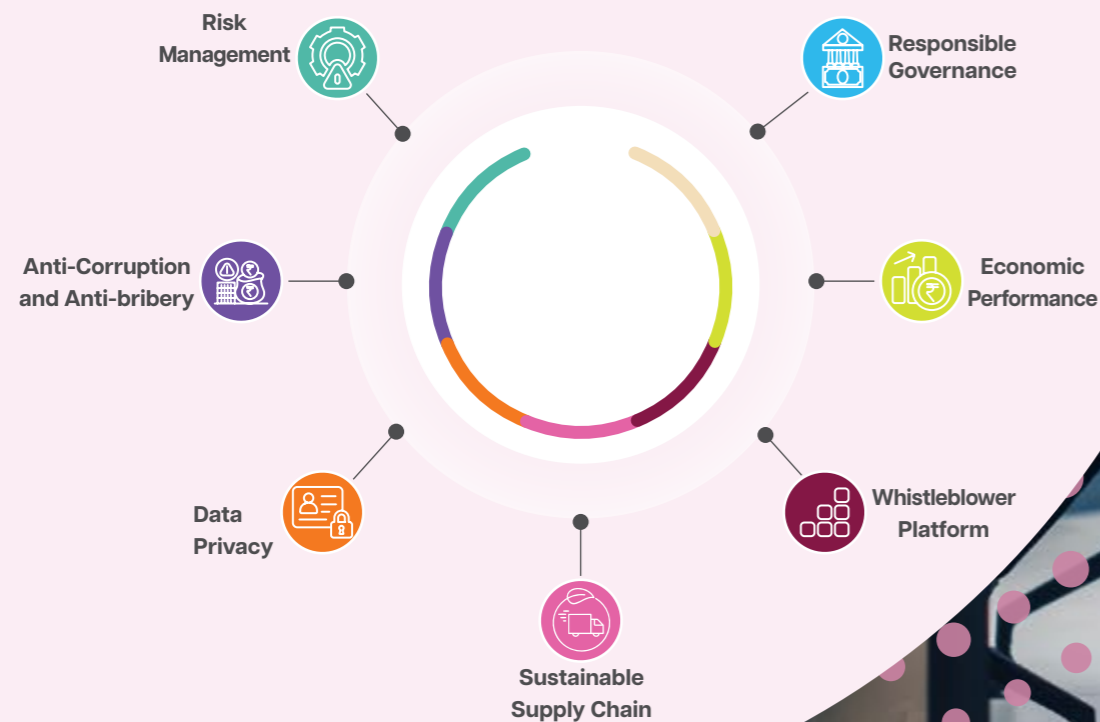 Risk
Management
Responsible
Governance
Anti-Corruption
and Anti-bribery
Economic
Performance
Data
Privacy
Whistleblower
Platform
Sustainable
Supply Chain